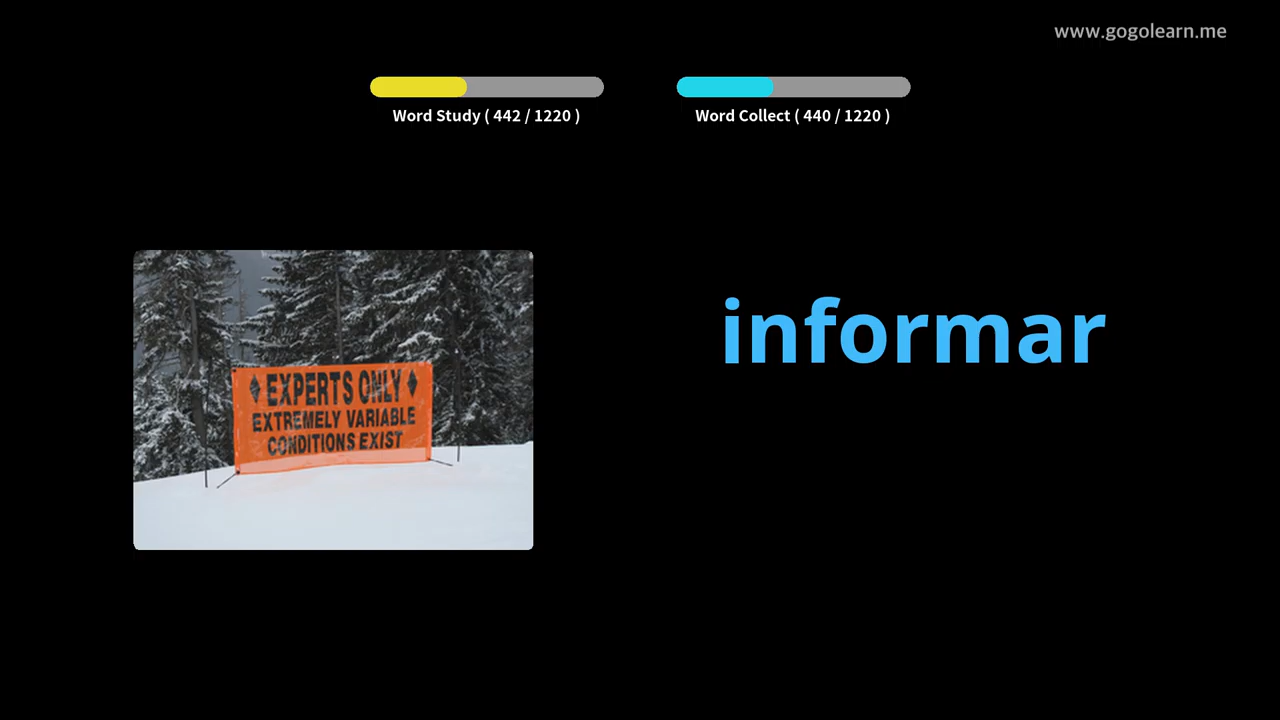 www.gogolearn.me
Word Study ( 442 / 1220 )
Word Collect ( 440 / 1220 )
informar
EXPERTS ONLY
EXTREMELY VARIABLE
CONDITIONS EXIST